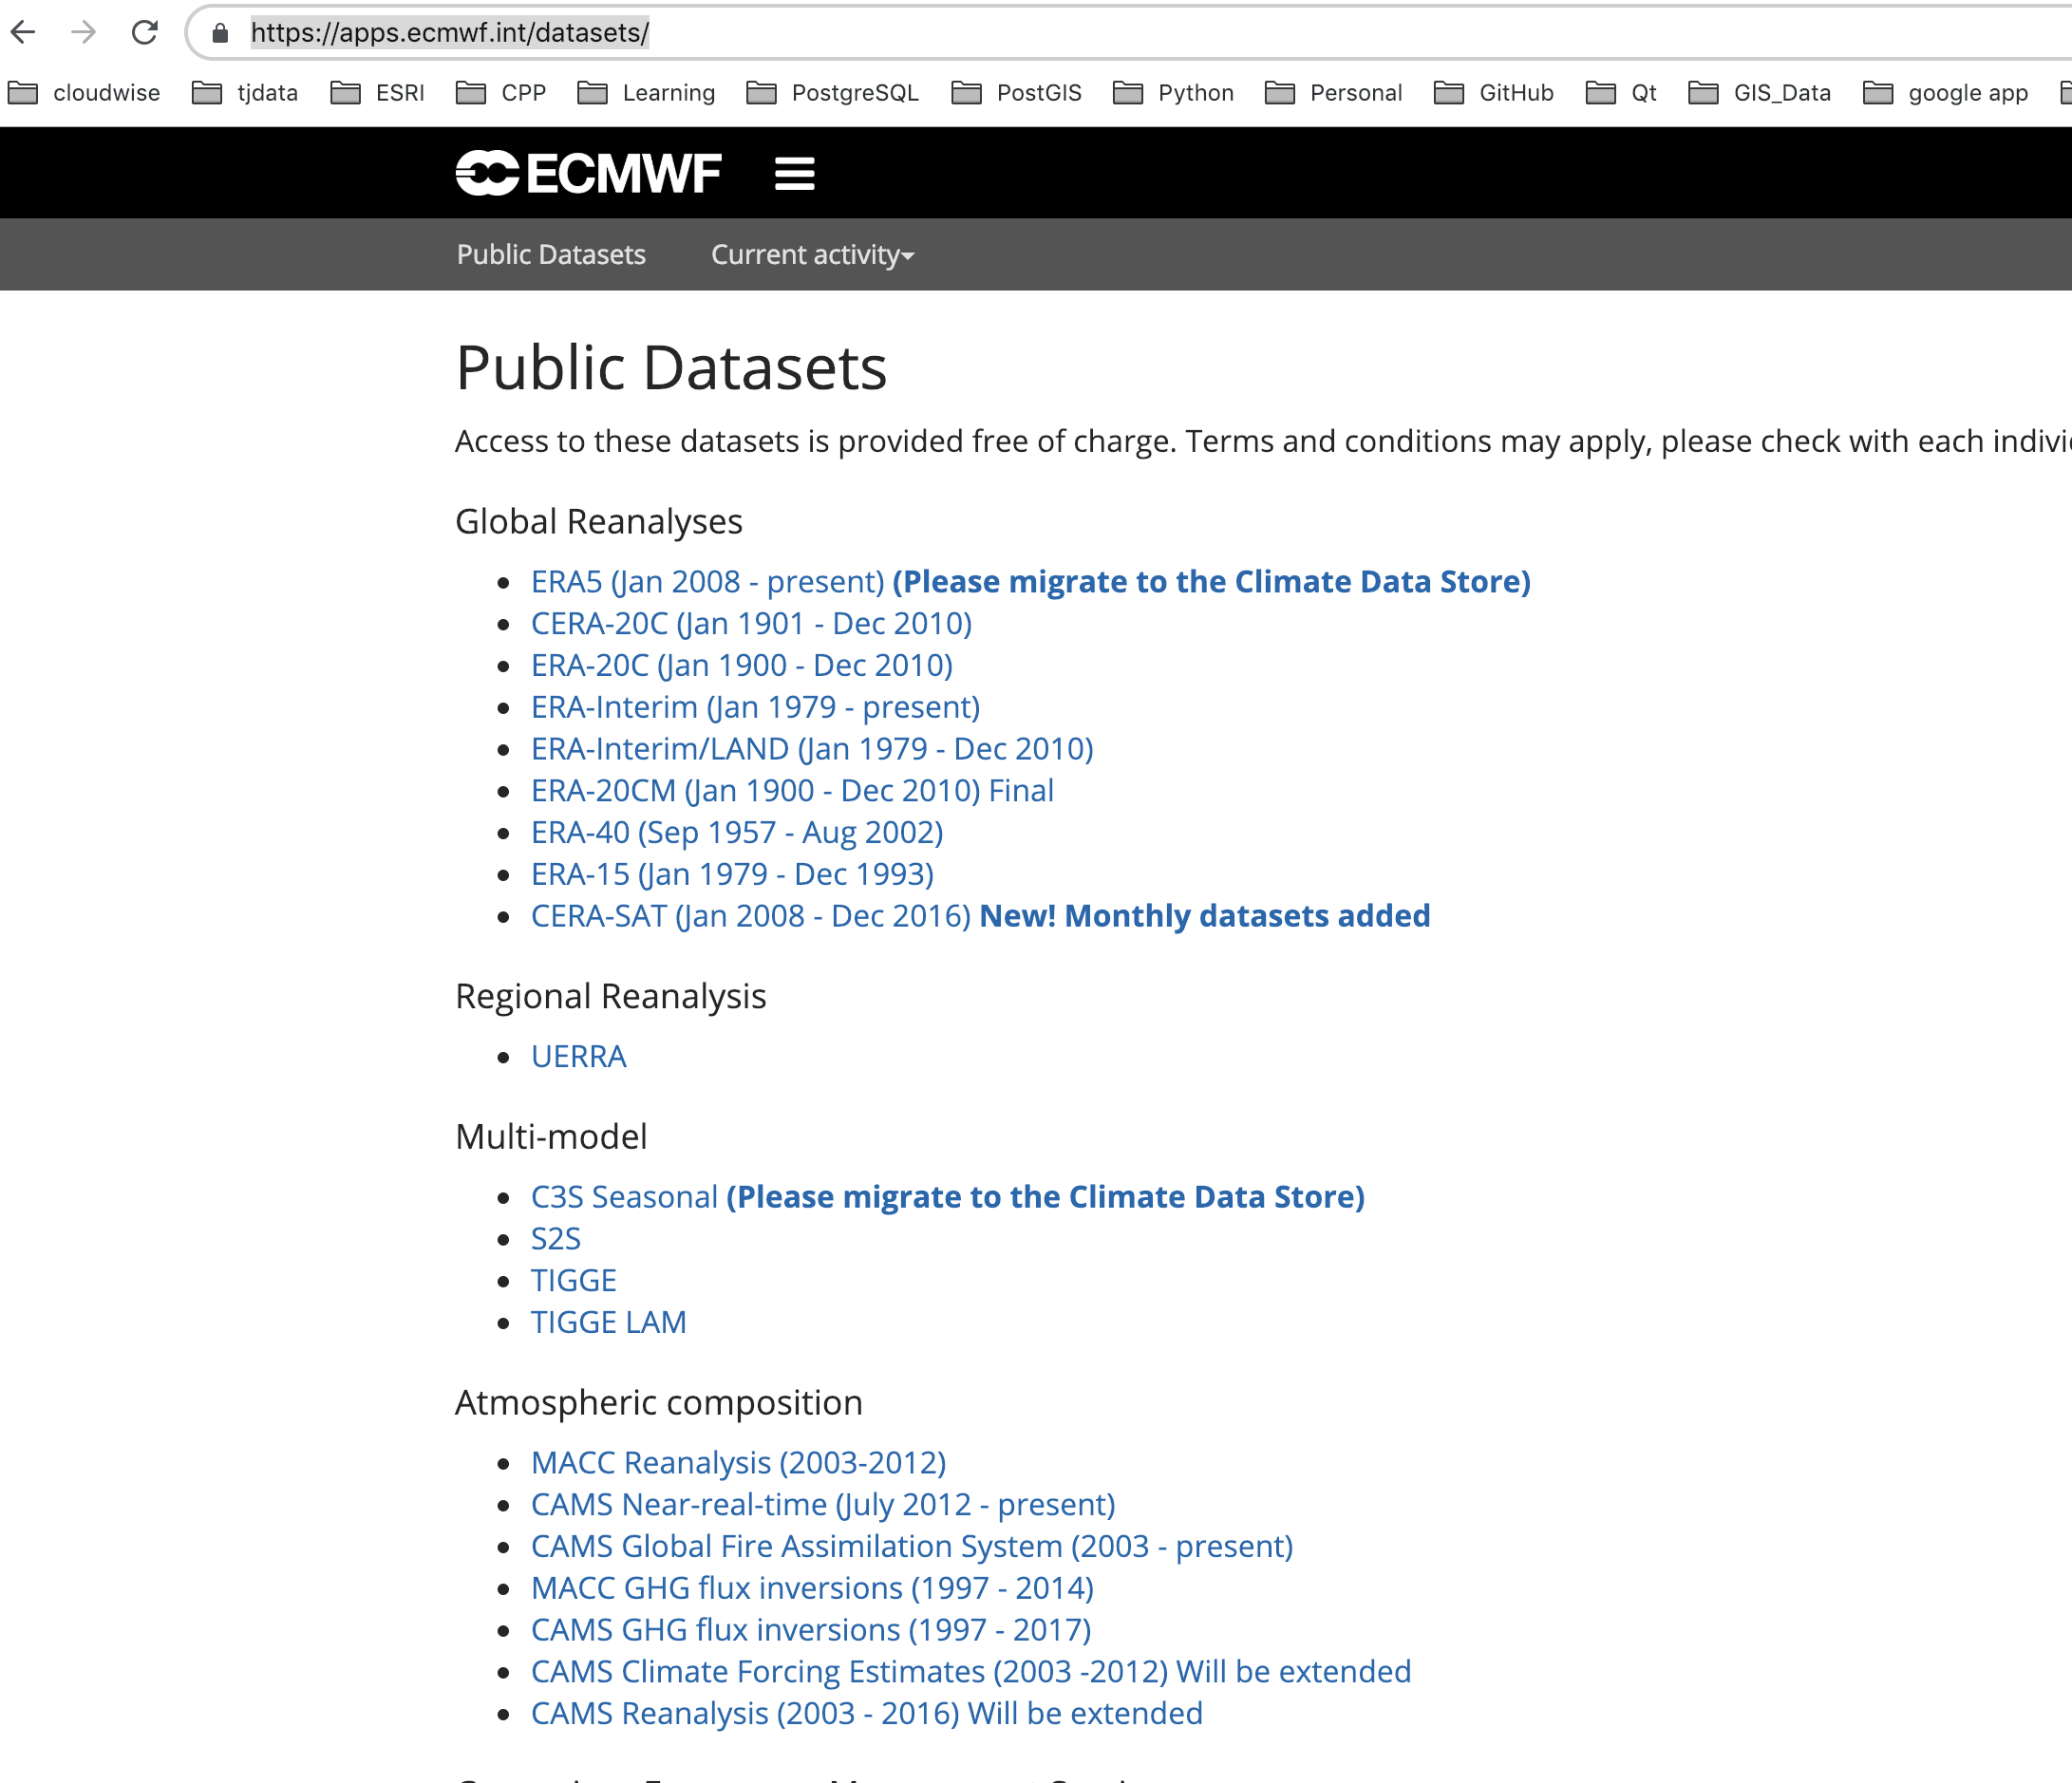 https://apps.ecmwf.int/datasets/
cloudwise tjdata ESRI CPP Learning PostgreSQL PostGIS Python Personal GitHub Qt GIS_Data google app
ECMWF
Public Datasets Current activity
Public Datasets
Access to these datasets is provided free of charge. Terms and conditions may apply, please check with each
Global Reanalyses
ERA5 (Jan 2008 - present) (Please migrate to the Climate Data Store)
CERA-20C (Jan 1901 - Dec 2010)
ERA-20C (Jan 1900 - Dec 2010)
ERA-Interim (Jan 1979 - present)
ERA-Interim/LAND (Jan 1979 - Dec 2010)
ERA-20CM (Jan 1900 - Dec 2010) Final
ERA-40 (Sep 1957 - Aug 2002)
ERA-15 (Jan 1979 - Dec 1993)
CERA-SAT (Jan 2008 - Dec 2016) New! Monthly datasets added
Regional Reanalysis
UERRA
Multi-model
C3S Seasonal (Please migrate to the Climate Data Store)
S2S
TIGGE
TIGGE LAM
Atmospheric composition
MACC Reanalysis (2003-2012)
CAMS Near-real-time (July 2012 - present)
CAMS Global Fire Assimilation System (2003 - present)
MACC GHG flux inversions (1997 - 2014)
CAMS GHG flux inversions (1997 - 2017)
CAMS Climate Forcing Estimates (2003 -2012) Will be extended
CAMS Reanalysis (2003 - 2016) Will be extended